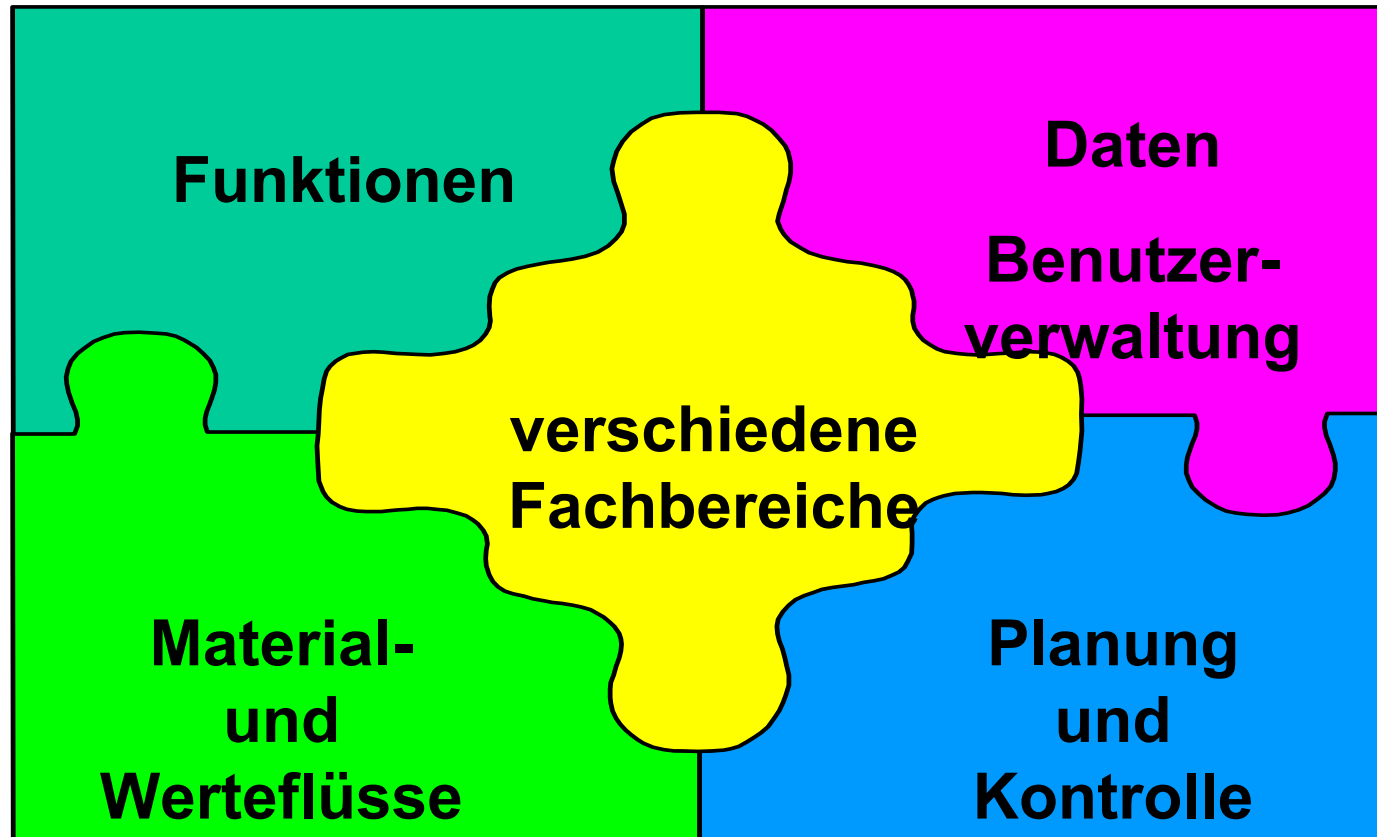 Funktionen
Daten
Benutzer-
verwaltung
verschiedene
Fachbereiche
Material-
und
Werteflüsse
Planung
und
Kontrolle